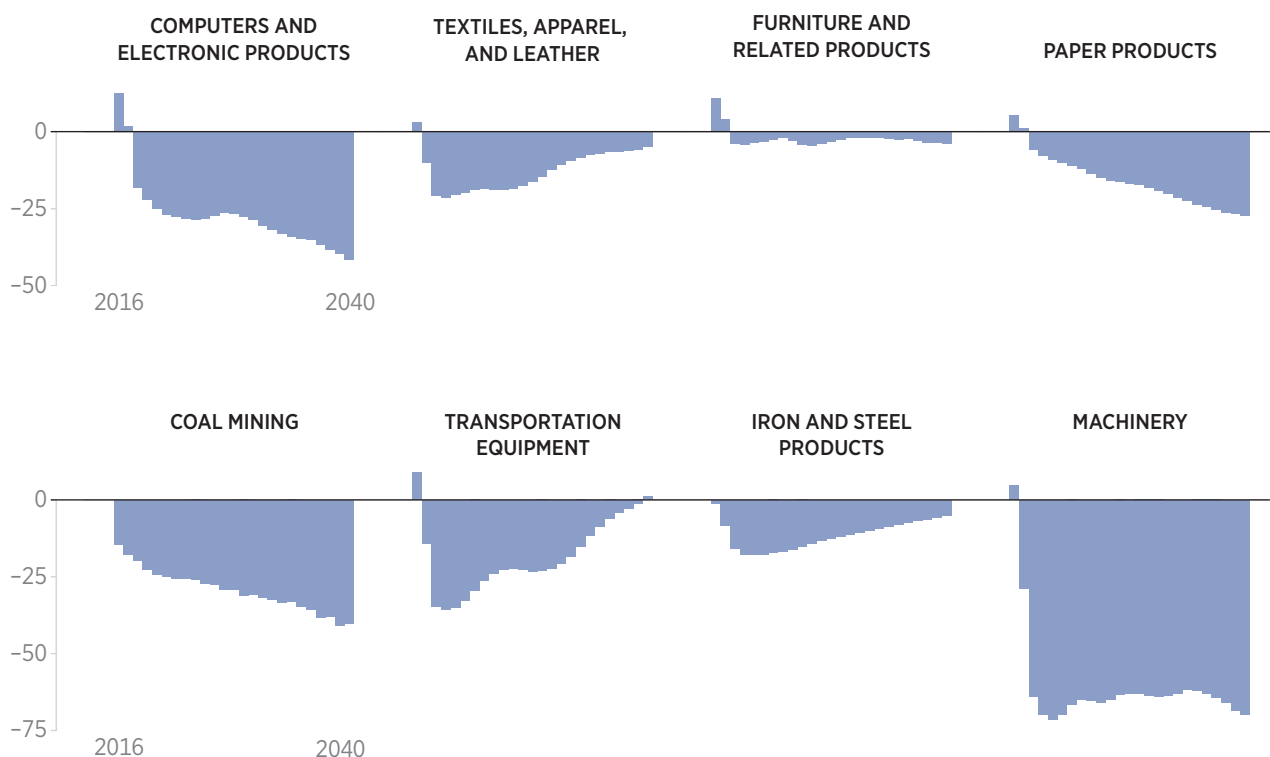 COMPUTERS AND
ELECTRONIC PRODUCTS
TEXTILES, APPAREL,
AND LEATHER
FURNITURE AND
RELATED PRODUCTS
PAPER PRODUCTS
0
−25
−50
2016
2040
COAL MINING
TRANSPORTATION
EQUIPMENT
IRON AND STEEL
PRODUCTS
MACHINERY
0
−25
−50
−75
2016
2040